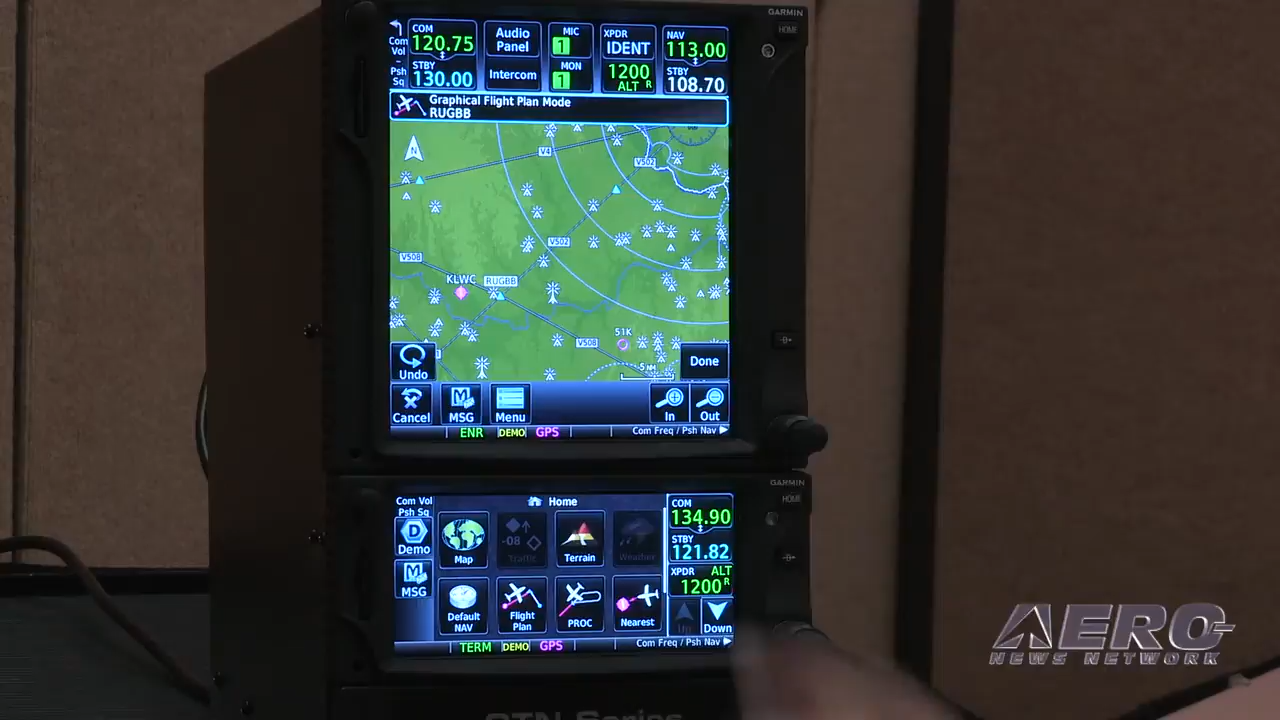 GARMIN
HOME
Com
Vol
Psh
Sq
COM
120.75
STBY
130.00
Audio
Panel
Intercom
MIC
1
MON
1
XPDR
IDENT
1200
ALT R
NAV
113.00
STBY
108.70
Graphical Flight Plan Mode
RUGBB
N
V4
V502
V502
V508
KLWC
RUGBB
51K
V508
5 NM
Undo
Done
Cancel
MSG
Menu
In
Out
ENR DEMO GPS
Com Freq / Psh Nav
GARMIN
HOME
Com Vol
Psh Sq
Home
COM
134.90
STBY
121.82
XPDR ALT
1200 R
D
Demo
MSG
Map
-08
Traffic
Terrain
Weather
Default
NAV
Flight
Plan
PROC
Nearest
Up
Down
TERM DEMO GPS
Com Freq / Psh Nav
GTN Series
AERO
NEWS NETWORK